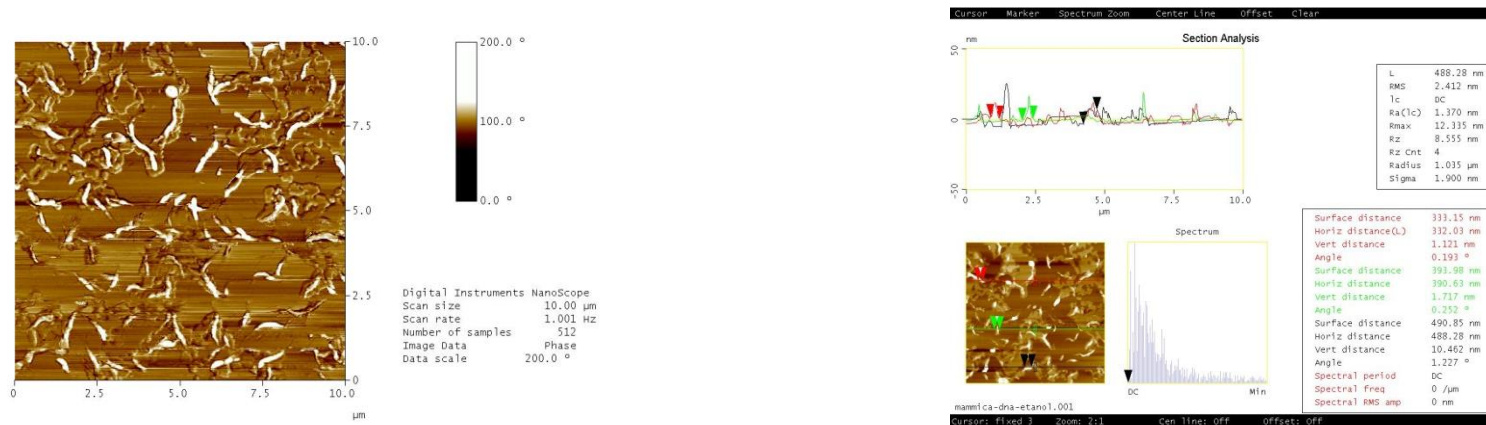 200.0 °
100.0 °
0.0 °
10.0
7.5
5.0
2.5
0
0 2.5 5.0 7.5 10.0
µm
Digital Instruments NanoScope
Scan size 10.00 µm
Scan rate 1.001 Hz
Number of samples 512
Image Data Phase
Data scale 200.0 °
Cursor Marker Spectrum Zoom Center Line Offset Clear
Section Analysis
nm
50
0
-50
0 2.5 5.0 7.5 10.0
µm
L 488.28 nm
RMS 2.412 nm
lc DC
Ra(lc) 1.370 nm
Rmax 12.335 nm
Rz 8.555 nm
Rz Cnt 4
Radius 1.035 µm
Sigma 1.900 nm
Spectrum
DC Min
Surface distance 333.15 nm
Horiz distance(L) 332.03 nm
Vert distance 1.121 nm
Angle 0.193 °
Surface distance 393.98 nm
Horiz distance 390.63 nm
Vert distance 1.717 nm
Angle 0.252 °
Surface distance 490.85 nm
Horiz distance 488.28 nm
Vert distance 10.462 nm
Angle 1.227 °
Spectral period DC
Spectral freq 0 /µm
Spectral RMS amp 0 nm
mammica-dna-etanol.001
Cursor: fixed 3 Zoom: 2:1 Cen line: Off Offset: Off